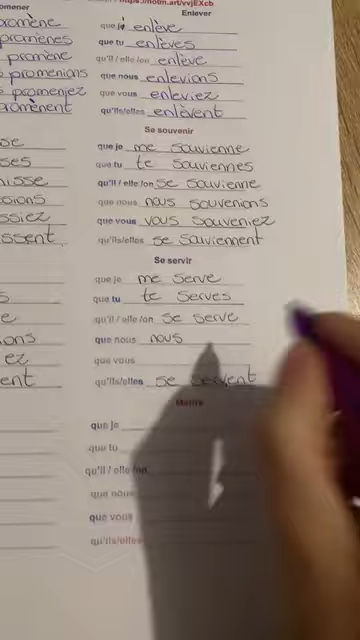 https://notm.art/vvjEXcb
Enlever
que j' enlève
que tu enlèves
qu'il / elle /on enlève
que nous enlevions
que vous enleviez
qu'ils/elles enlèvent
Se souvenir
que je me souvienne
que tu te souviennes
qu'il / elle /on se souvienne
que nous nous souvenions
que vous vous souveniez
qu'ils/elles se souviennent
Se servir
que je me serve
que tu te serves
qu'il / elle /on se serve
que nous nous
que vous
qu'ils/elles se servent
Mettre
que je
que tu
qu'il / elle /on
que nous
que vous
qu'ils/elles
promènes
promène
promenions
promeniez
promènent